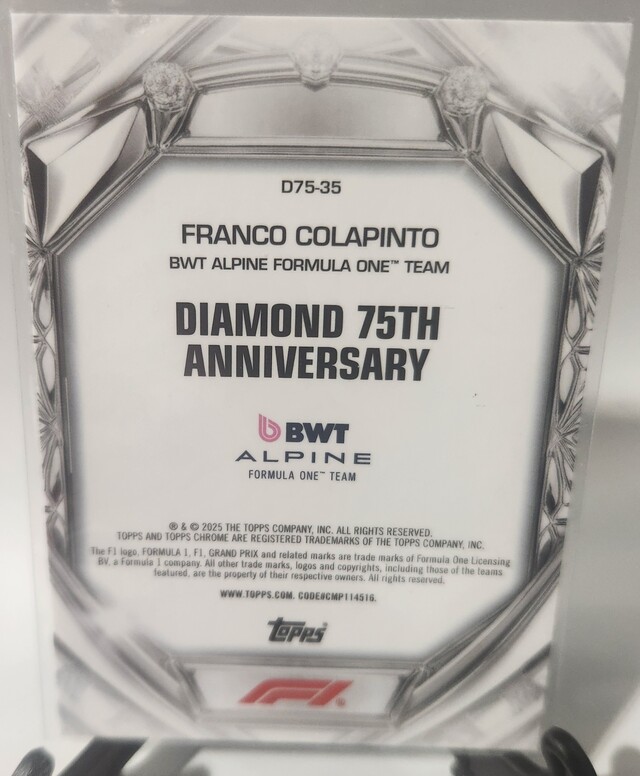 D75-35
FRANCO COLAPINTO
BWT ALPINE FORMULA ONE™ TEAM
DIAMOND 75TH
ANNIVERSARY
BWT
ALPINE
FORMULA ONE™ TEAM
® & © 2025 THE TOPPS COMPANY, INC. ALL RIGHTS RESERVED.
TOPPS AND TOPPS CHROME ARE REGISTERED TRADEMARKS OF THE TOPPS COMPANY, INC.
The F1 logo, FORMULA 1, F1, GRAND PRIX and related marks are trade marks of Formula One Licensing
BV, a Formula 1 company. All other trade marks, logos and copyrights, including those of the teams
featured, are the property of their respective owners. All rights reserved.
WWW.TOPPS.COM. CODE#CMP114516.
Topps
F1®